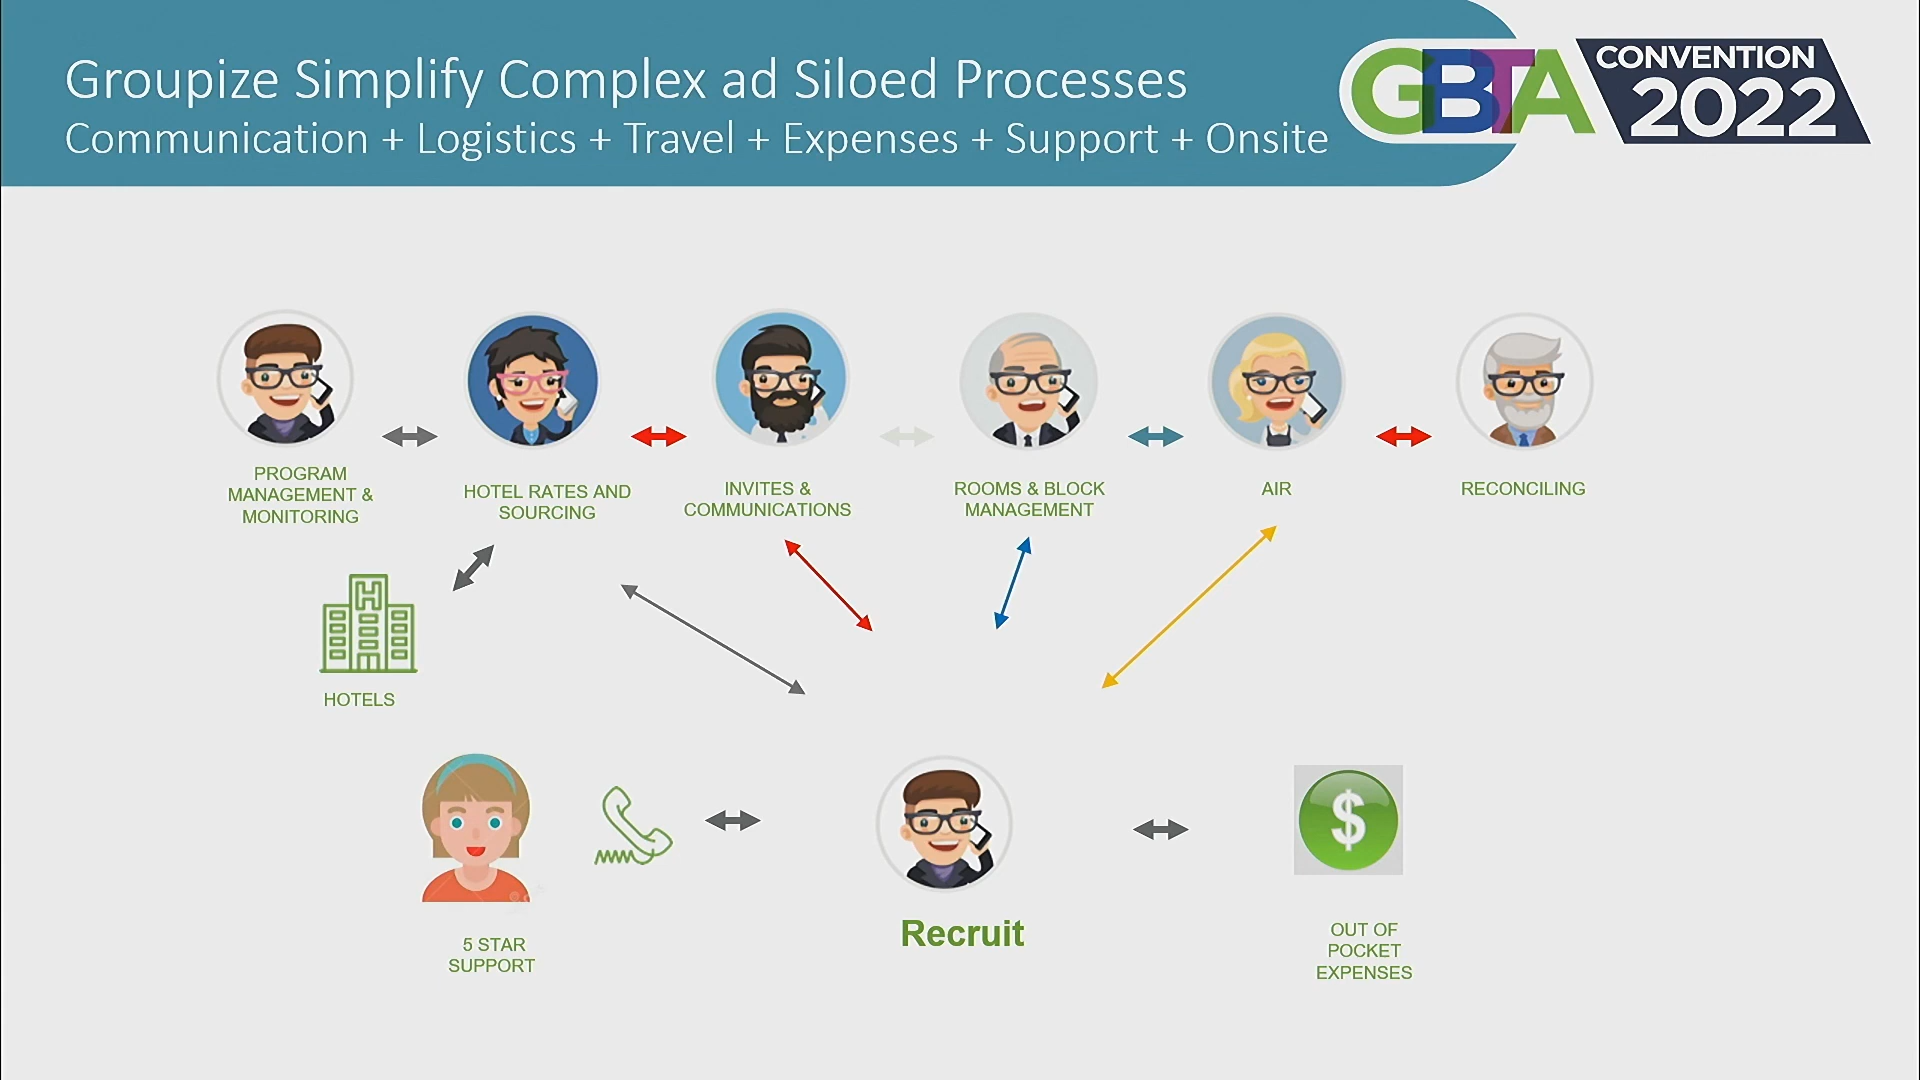 Groupize Simplify Complex ad Siloed Processes
Communication + Logistics + Travel + Expenses + Support + Onsite
GBTA
CONVENTION
2022
PROGRAM
MANAGEMENT &
MONITORING
HOTEL RATES AND
SOURCING
INVITES &
COMMUNICATIONS
ROOMS & BLOCK
MANAGEMENT
AIR
RECONCILING
H
HOTELS
$
5 STAR
SUPPORT
Recruit
OUT OF
POCKET
EXPENSES